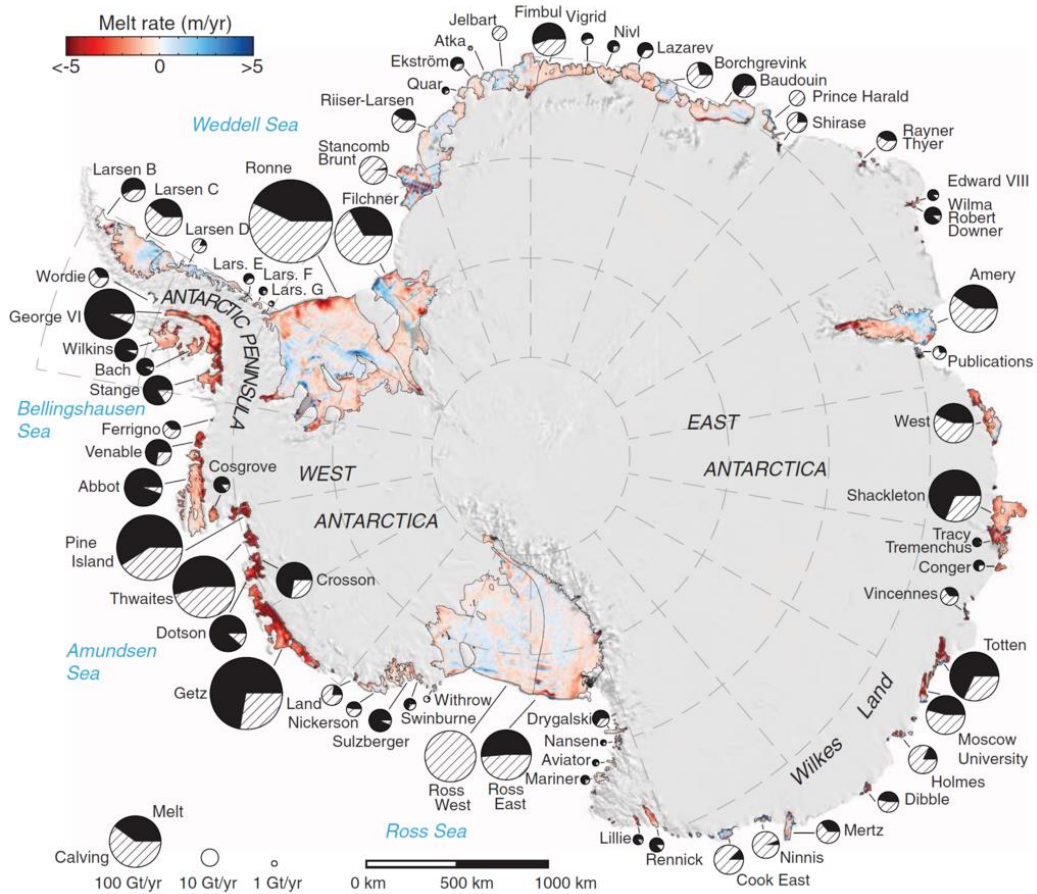 Melt rate (m/yr)
<-5 0 >5
Jelbart
Fimbul
Vigrid
Nivl
Lazarev
Atka
Ekström
Quar
Borchgrevink
Baudouin
Prince Harald
Shirase
Riiser-Larsen
Weddell Sea
Stancomb
Brunt
Rayner
Thyer
Larsen B
Larsen C
Ronne
Filchner
Edward VIII
Wilma
Robert
Downer
Larsen D
Lars. E
Lars. F
Lars. G
Wordie
George VI
ANTARCTIC PENINSULA
Amery
Wilkins
Bach
Stange
Publications
Bellingshausen
Sea
Ferrigno
Venable
Abbot
Cosgrove
WEST
ANTARCTICA
EAST
ANTARCTICA
West
Shackleton
Pine
Island
Tracy
Tremenchus
Conger
Thwaites
Crosson
Vincennes
Dotson
Amundsen
Sea
Getz
Totten
Land
Nickerson
Sulzberger
Swinburne
Withrow
Drygalski
Nansen
Aviator
Mariner
Wilkes Land
Moscow
University
Holmes
Dibble
Ross
West
Ross
East
Ross Sea
Lillie
Rennick
Cook East
Ninnis
Mertz
Melt
Calving
100 Gt/yr 10 Gt/yr 1 Gt/yr
0 km 500 km 1000 km